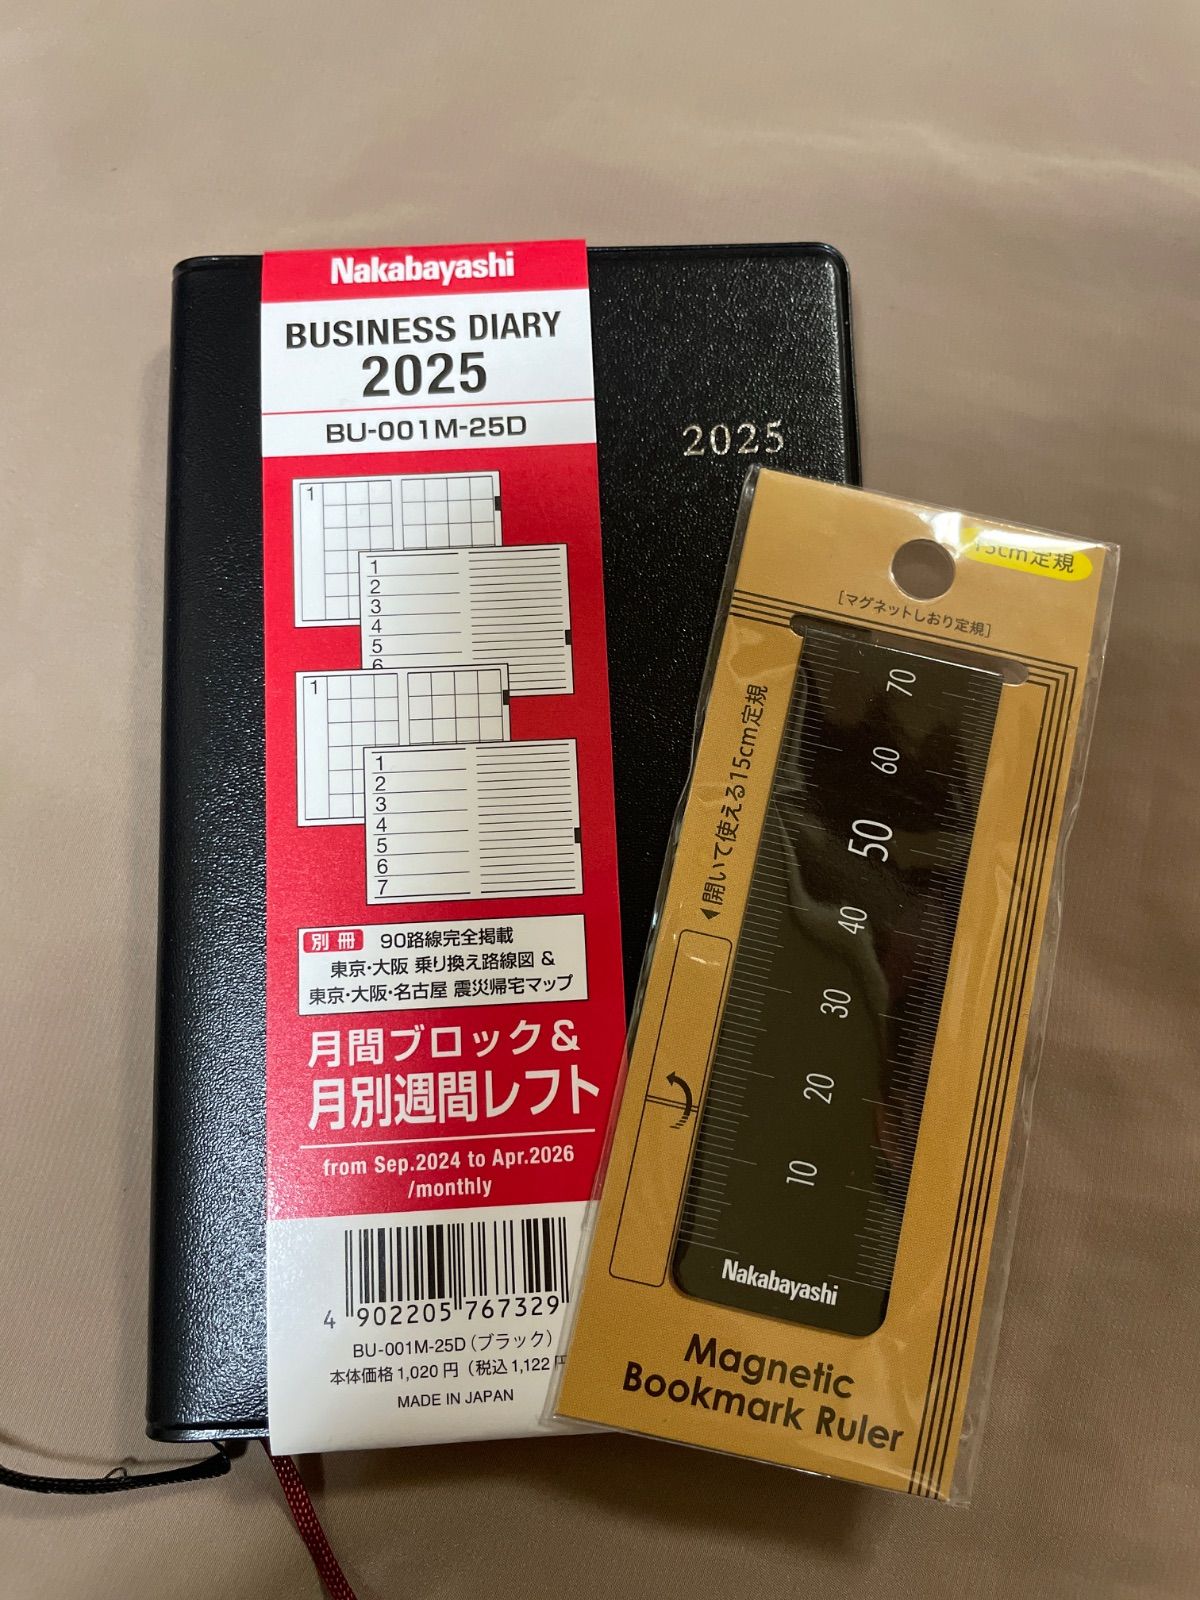 Nakabayashi
BUSINESS DIARY
2025
BU-001M-25D
1
1
2
3
4
5
6
1
1
2
3
4
5
6
7
別冊 90路線完全掲載
東京・大阪 乗り換え路線図 &
東京・大阪・名古屋 震災帰宅マップ
月間ブロック&
月別週間レフト
from Sep.2024 to Apr.2026
/monthly
4 902205 767329
BU-001M-25D(ブラック)
本体価格1,020円(税込1,122円
MADE IN JAPAN
2025
15cm定規
[マグネットしおり定規]
◀開いて使える15cm定規
70
60
50
40
30
20
10
Nakabayashi
Magnetic
Bookmark Ruler